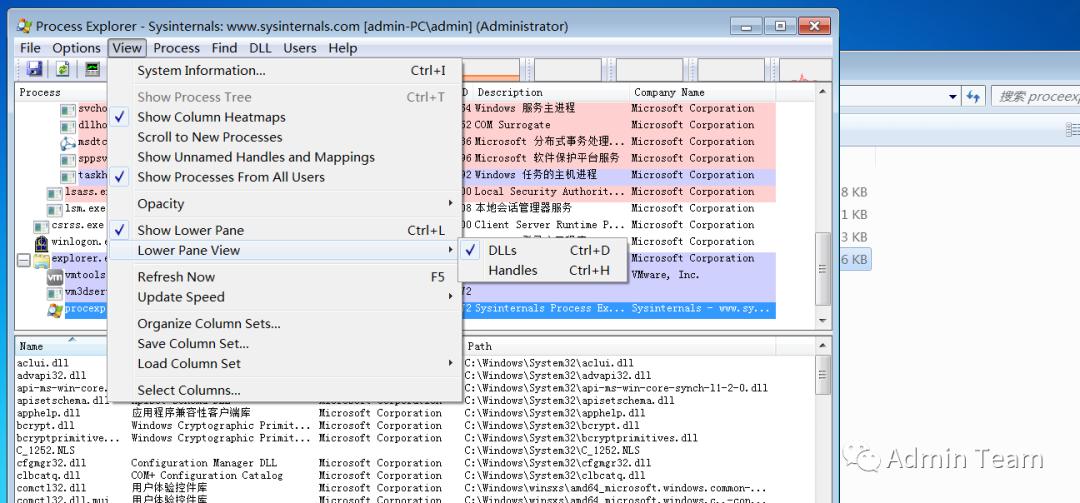 Process Explorer - Sysinternals: www.sysinternals.com [admin-PC\admin] (Administrator)
File Options View Process Find DLL Users Help
System Information... Ctrl+I
Show Process Tree Ctrl+T
Show Column Heatmaps
Scroll to New Processes
Show Unnamed Handles and Mappings
Show Processes From All Users
Opacity
Show Lower Pane Ctrl+L
Lower Pane View
Refresh Now F5
Update Speed
Organize Column Sets...
Save Column Set...
Load Column Set
Select Columns...
DLLs Ctrl+D
Handles Ctrl+H
Process D Description Company Name
svcho 64 Windows 服务主进程 Microsoft Corporation
dllho 52 COM Surrogate Microsoft Corporation
msdtc 36 Microsoft 分布式事务处理... Microsoft Corporation
sppsv 96 Microsoft 软件保护平台服务 Microsoft Corporation
taskh 92 Windows 任务的主机进程 Microsoft Corporation
lsass.e 00 Local Security Authorit... Microsoft Corporation
lsm.exe 08 本地会话管理器服务 Microsoft Corporation
csrss.exe 00 Client Server Runtime P... Microsoft Corporation
winlogon.e
explorer.e
vmtools VMware, Inc.
vm3dser 72
procexp 72 Sysinternals Process Ex... Sysinternals - www.sy...
Name Path
aclui.dll C:\Windows\System32\aclui.dll
advapi32.dll C:\Windows\System32\advapi32.dll
api-ms-win-core. C:\Windows\System32\api-ms-win-core-synch-l1-2-0.dll
apisetschema.dll ApiSet Schema DLL Microsoft Corporation C:\Windows\System32\apisetschema.dll
apphelp.dll 应用程序兼容性客户端库 Microsoft Corporation C:\Windows\System32\apphelp.dll
bcrypt.dll Windows Cryptographic Primit... Microsoft Corporation C:\Windows\System32\bcrypt.dll
bcryptprimitive... Windows Cryptographic Primit... Microsoft Corporation C:\Windows\System32\bcryptprimitives.dll
C_1252.NLS C:\Windows\System32\C_1252.NLS
cfgmgr32.dll Configuration Manager DLL Microsoft Corporation C:\Windows\System32\cfgmgr32.dll
clbcatq.dll COM+ Configuration Catalog Microsoft Corporation C:\Windows\System32\clbcatq.dll
comctl32.dll 用户体验控件库 Microsoft Corporation C:\Windows\winsxs\amd64_microsoft.windows.common-...
comctl32.dll.mui 用户体验控件库 Microsoft Corporation
搜索 proceexp
8 KB
1 KB
3 KB
6 KB
Admin Team